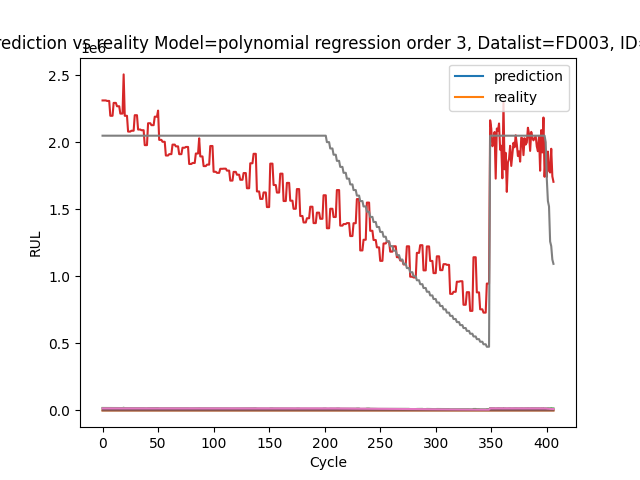 rediction vs reality Model=polynomial regression order 3, Datalist=FD003, ID=
1e6
prediction
reality
2.5
2.0
1.5
1.0
0.5
0.0
RUL
0 50 100 150 200 250 300 350 400
Cycle